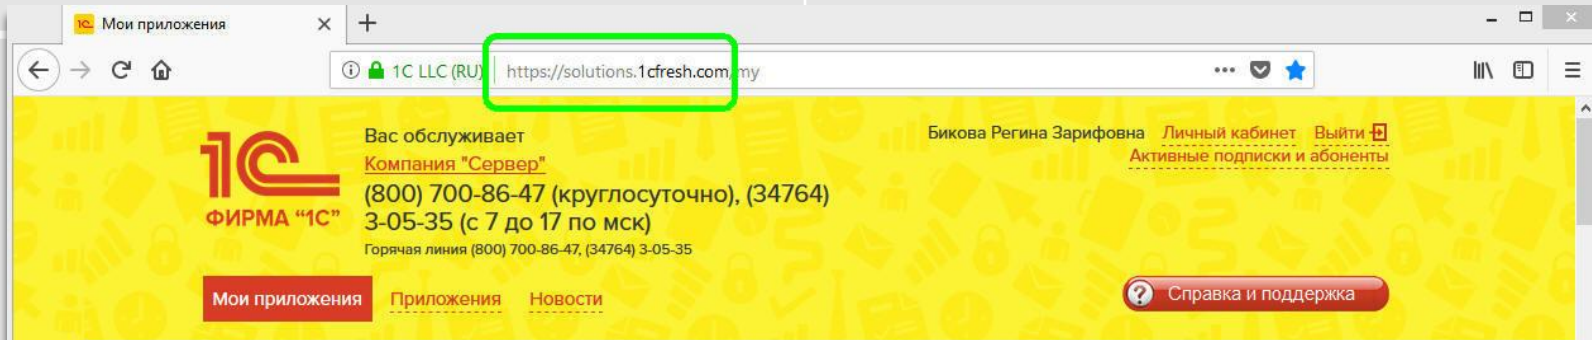 1С Мои приложения
1C LLC (RU) https://solutions.1cfresh.com/my
1С
ФИРМА "1С"
Вас обслуживает
Компания "Сервер"
(800) 700-86-47 (круглосуточно), (34764)
3-05-35 (с 7 до 17 по мск)
Горячая линия (800) 700-86-47, (34764) 3-05-35
Бикова Регина Зарифовна Личный кабинет Выйти
Активные подписки и абоненты
Мои приложения Приложения Новости
? Справка и поддержка